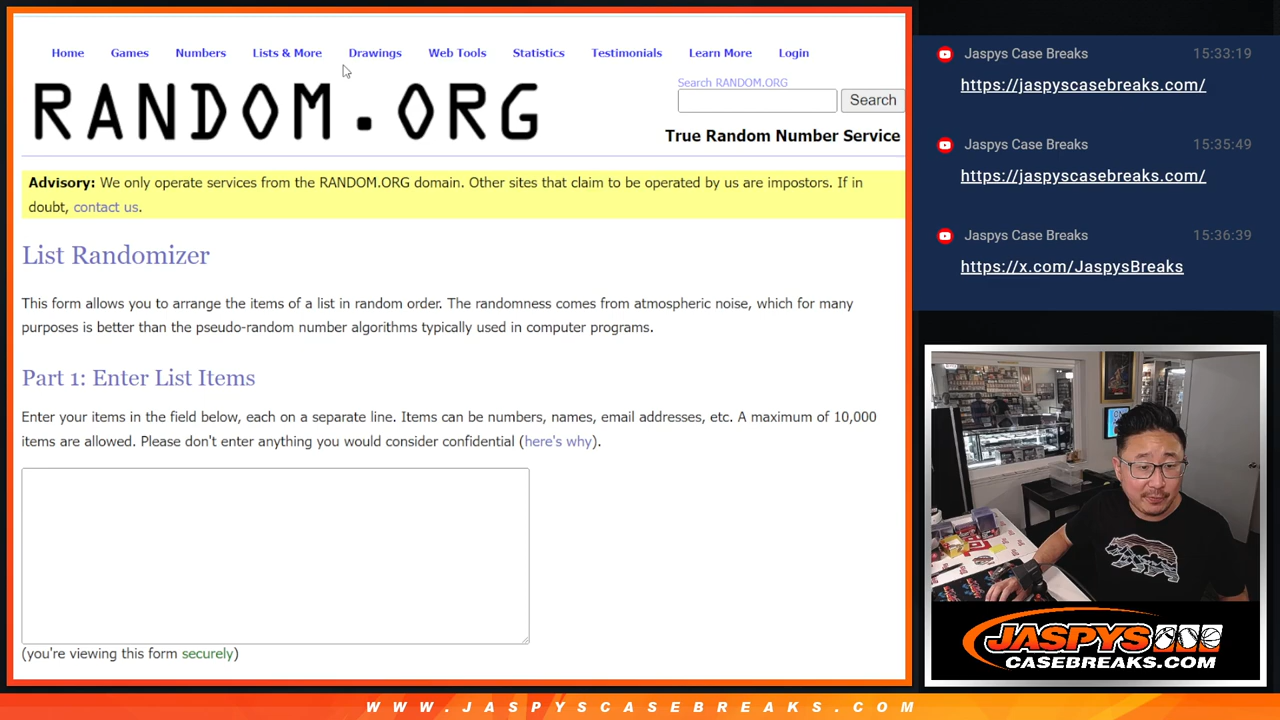 Home Games Numbers Lists & More Drawings Web Tools Statistics Testimonials Learn More Login
RANDOM.ORG
Search RANDOM.ORG
Search
True Random Number Service
Advisory: We only operate services from the RANDOM.ORG domain. Other sites that claim to be operated by us are impostors. If in
doubt, contact us.
List Randomizer
This form allows you to arrange the items of a list in random order. The randomness comes from atmospheric noise, which for many
purposes is better than the pseudo-random number algorithms typically used in computer programs.
Part 1: Enter List Items
Enter your items in the field below, each on a separate line. Items can be numbers, names, email addresses, etc. A maximum of 10,000
items are allowed. Please don't enter anything you would consider confidential (here's why).
(you're viewing this form securely)
Jaspys Case Breaks 15:33:19
https://jaspyscasebreaks.com/
Jaspys Case Breaks 15:35:49
https://jaspyscasebreaks.com/
Jaspys Case Breaks 15:36:39
https://x.com/JaspysBreaks
JASPYS
CASEBREAKS.COM
WWW.JASPYSCASEBREAKS.COM